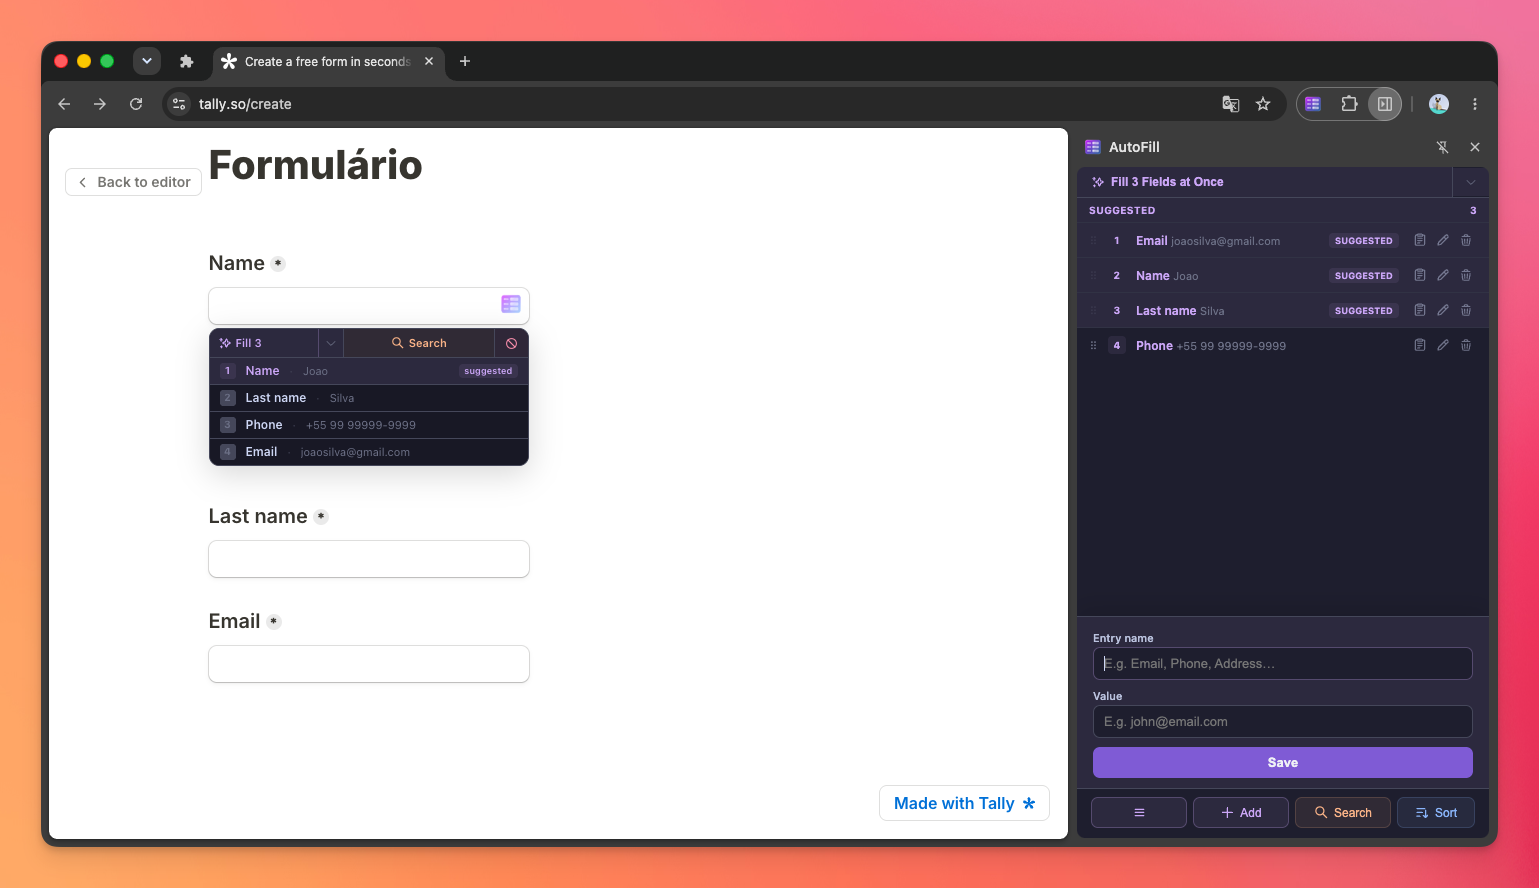 Create a free form in seconds
tally.so/create
Back to editor
Formulário
Name *
Fill 3
Search
1 Name · Joao suggested
2 Last name · Silva
3 Phone · +55 99 99999-9999
4 Email · joaosilva@gmail.com
Last name *
Email *
Made with Tally
AutoFill
Fill 3 Fields at Once
SUGGESTED 3
1 Email joaosilva@gmail.com SUGGESTED
2 Name Joao SUGGESTED
3 Last name Silva SUGGESTED
4 Phone +55 99 99999-9999
Entry name
E.g. Email, Phone, Address...
Value
E.g. john@email.com
Save
Add Search Sort